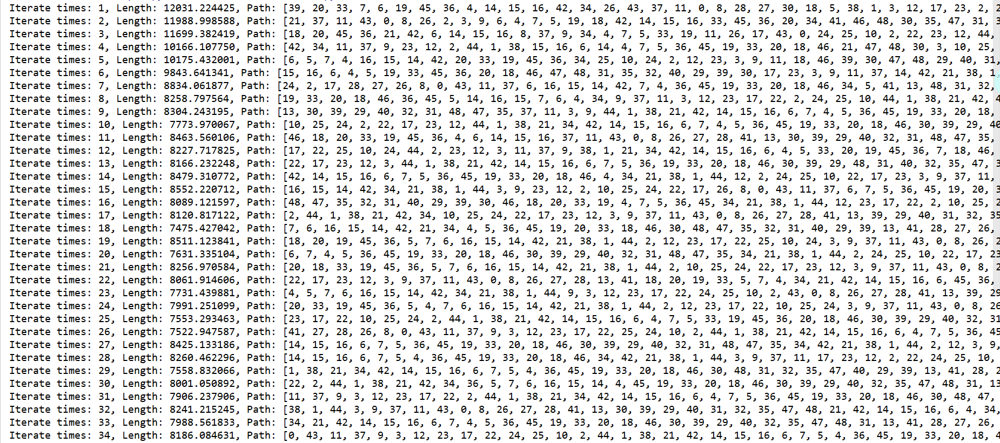 Iterate times: 1, Length: 12031.224425, Path: [39, 20, 33, 7, 6, 19, 45, 36, 4, 14, 15, 16, 42, 34, 26, 43, 37, 11, 0, 8, 28, 27, 30, 18, 5, 38, 1, 3, 12, 17, 23, 2,
Iterate times: 2, Length: 11988.998588, Path: [21, 37, 11, 43, 0, 8, 26, 2, 3, 9, 6, 4, 7, 5, 19, 18, 42, 14, 15, 16, 33, 45, 36, 20, 34, 41, 46, 48, 30, 35, 47, 31,
Iterate times: 3, Length: 11699.382419, Path: [18, 20, 45, 36, 21, 42, 6, 14, 15, 16, 8, 37, 9, 34, 4, 7, 5, 33, 19, 11, 26, 17, 43, 0, 24, 25, 10, 2, 22, 23, 12, 44,
Iterate times: 4, Length: 10166.107750, Path: [42, 34, 11, 37, 9, 23, 12, 2, 44, 1, 38, 15, 16, 6, 14, 4, 7, 5, 36, 45, 19, 33, 20, 18, 46, 21, 47, 48, 30, 3, 10, 25,
Iterate times: 5, Length: 10175.432001, Path: [6, 5, 7, 4, 16, 15, 14, 42, 20, 33, 19, 45, 36, 34, 25, 10, 24, 2, 12, 23, 3, 9, 11, 18, 46, 39, 30, 47, 48, 29, 40, 31,
Iterate times: 6, Length: 9843.641341, Path: [15, 16, 6, 4, 5, 19, 33, 45, 36, 20, 18, 46, 47, 48, 31, 35, 32, 40, 29, 39, 30, 17, 23, 3, 9, 11, 37, 14, 42, 21, 38, 1,
Iterate times: 7, Length: 8834.061877, Path: [24, 2, 17, 28, 27, 26, 8, 0, 43, 11, 37, 6, 16, 15, 14, 42, 7, 4, 36, 45, 19, 33, 20, 18, 46, 34, 5, 41, 13, 48, 31, 32,
Iterate times: 8, Length: 8258.797564, Path: [19, 33, 20, 18, 46, 36, 45, 5, 14, 16, 15, 7, 6, 4, 34, 9, 37, 11, 3, 12, 23, 17, 22, 2, 24, 25, 10, 44, 1, 38, 21, 42,
Iterate times: 9, Length: 8304.243195, Path: [13, 30, 39, 29, 40, 32, 31, 48, 47, 35, 37, 11, 3, 9, 44, 1, 38, 21, 42, 14, 15, 16, 6, 7, 4, 5, 36, 45, 19, 33, 20, 18,
Iterate times: 10, Length: 7773.970067, Path: [10, 25, 24, 2, 22, 17, 23, 12, 44, 1, 38, 21, 34, 42, 14, 15, 16, 6, 7, 4, 5, 36, 45, 19, 33, 20, 18, 46, 30, 39, 29, 40
Iterate times: 11, Length: 8463.560106, Path: [46, 18, 20, 33, 19, 45, 36, 4, 6, 14, 15, 16, 37, 11, 43, 0, 8, 26, 27, 28, 41, 13, 30, 39, 29, 40, 32, 31, 48, 47, 35,
Iterate times: 12, Length: 8227.717825, Path: [17, 22, 25, 10, 24, 44, 2, 23, 12, 3, 11, 37, 9, 38, 1, 21, 34, 42, 14, 15, 16, 6, 4, 5, 33, 20, 19, 45, 36, 7, 18, 46,
Iterate times: 13, Length: 8166.232248, Path: [22, 17, 23, 12, 3, 44, 1, 38, 21, 42, 14, 15, 16, 6, 7, 5, 36, 19, 33, 20, 18, 46, 30, 39, 29, 48, 31, 40, 32, 35, 47,
Iterate times: 14, Length: 8479.310772, Path: [42, 14, 15, 16, 6, 7, 5, 36, 45, 19, 33, 20, 18, 46, 4, 34, 21, 38, 1, 44, 12, 2, 24, 25, 10, 22, 17, 23, 3, 9, 37, 11,
Iterate times: 15, Length: 8552.220712, Path: [16, 15, 14, 42, 34, 21, 38, 1, 44, 3, 9, 23, 12, 2, 10, 25, 24, 22, 17, 26, 8, 0, 43, 11, 37, 6, 7, 5, 36, 45, 19, 20,
Iterate times: 16, Length: 8089.121597, Path: [48, 47, 35, 32, 31, 40, 29, 39, 30, 46, 18, 20, 33, 19, 4, 7, 5, 36, 45, 34, 21, 38, 1, 44, 12, 23, 17, 22, 2, 10, 25,
Iterate times: 17, Length: 8120.817122, Path: [2, 44, 1, 38, 21, 42, 34, 10, 25, 24, 22, 17, 23, 12, 3, 9, 37, 11, 43, 0, 8, 26, 27, 28, 41, 13, 39, 29, 40, 31, 32, 35
Iterate times: 18, Length: 7475.427042, Path: [7, 6, 16, 15, 14, 42, 21, 34, 4, 5, 36, 45, 19, 20, 33, 18, 46, 30, 48, 47, 35, 32, 31, 40, 29, 39, 13, 41, 28, 27, 26,
Iterate times: 19, Length: 8511.123841, Path: [18, 20, 19, 45, 36, 5, 7, 6, 16, 15, 14, 42, 21, 38, 1, 44, 2, 12, 23, 17, 22, 25, 10, 24, 3, 9, 37, 11, 43, 0, 8, 26,
Iterate times: 20, Length: 7631.335104, Path: [6, 7, 4, 5, 36, 45, 19, 33, 20, 18, 46, 30, 39, 29, 40, 32, 31, 48, 47, 35, 34, 21, 38, 1, 44, 2, 24, 25, 10, 22, 17, 23
Iterate times: 21, Length: 8256.970584, Path: [20, 18, 33, 19, 45, 36, 5, 7, 6, 16, 15, 14, 42, 21, 38, 1, 44, 2, 10, 25, 24, 22, 17, 23, 12, 3, 9, 37, 11, 43, 0, 8,
Iterate times: 22, Length: 8061.914606, Path: [22, 17, 23, 12, 3, 9, 37, 11, 43, 0, 8, 26, 27, 28, 13, 41, 18, 20, 19, 33, 5, 7, 4, 34, 21, 42, 14, 15, 16, 6, 45, 36,
Iterate times: 23, Length: 7731.439881, Path: [4, 5, 7, 6, 16, 15, 14, 42, 34, 21, 38, 1, 44, 9, 3, 12, 23, 17, 22, 24, 25, 10, 2, 43, 0, 8, 26, 27, 28, 41, 13, 39, 29
Iterate times: 24, Length: 7991.251099, Path: [20, 33, 19, 45, 36, 5, 4, 7, 6, 16, 15, 14, 42, 21, 38, 1, 44, 2, 12, 23, 17, 22, 10, 25, 24, 3, 9, 37, 11, 43, 0, 8, 26
Iterate times: 25, Length: 7553.293463, Path: [23, 17, 22, 10, 25, 24, 2, 44, 1, 38, 21, 42, 14, 15, 16, 6, 4, 7, 5, 33, 19, 45, 36, 20, 18, 46, 30, 39, 29, 40, 32, 31
Iterate times: 26, Length: 7522.947587, Path: [41, 27, 28, 26, 8, 0, 43, 11, 37, 9, 3, 12, 23, 17, 22, 25, 24, 10, 2, 44, 1, 38, 21, 42, 14, 15, 16, 6, 4, 7, 5, 36, 45
Iterate times: 27, Length: 8425.133186, Path: [14, 15, 16, 6, 7, 5, 36, 45, 19, 33, 20, 18, 46, 30, 39, 29, 40, 32, 31, 48, 47, 35, 34, 42, 21, 38, 1, 44, 2, 12, 3, 9,
Iterate times: 28, Length: 8260.462296, Path: [14, 15, 16, 6, 7, 5, 4, 36, 45, 19, 33, 20, 18, 46, 34, 42, 21, 38, 1, 44, 3, 9, 37, 11, 17, 23, 12, 2, 22, 24, 25, 10,
Iterate times: 29, Length: 7558.832066, Path: [1, 38, 21, 34, 42, 14, 15, 16, 6, 7, 5, 4, 36, 45, 19, 33, 20, 18, 46, 30, 48, 31, 32, 35, 47, 40, 29, 39, 13, 41, 28,
Iterate times: 30, Length: 8001.050892, Path: [22, 2, 44, 1, 38, 21, 42, 34, 36, 5, 7, 6, 16, 15, 14, 4, 45, 19, 33, 20, 18, 46, 30, 39, 29, 40, 32, 35, 47, 48, 31, 13
Iterate times: 31, Length: 7906.237906, Path: [11, 37, 9, 3, 12, 23, 17, 22, 2, 44, 1, 38, 21, 34, 42, 14, 15, 16, 6, 4, 7, 5, 36, 45, 19, 33, 20, 18, 46, 30, 48, 47,
Iterate times: 32, Length: 8241.215245, Path: [38, 1, 44, 3, 9, 37, 11, 43, 0, 8, 26, 27, 28, 41, 13, 30, 39, 29, 40, 31, 32, 35, 47, 48, 21, 42, 14, 15, 16, 6, 4, 34,
Iterate times: 33, Length: 7988.561833, Path: [34, 21, 42, 14, 15, 16, 6, 7, 4, 5, 36, 45, 19, 33, 20, 18, 46, 30, 39, 29, 40, 32, 35, 47, 48, 31, 13, 41, 28, 27, 26,
Iterate times: 34, Length: 8186.084631, Path: [0, 43, 11, 37, 9, 3, 12, 23, 17, 22, 24, 25, 10, 2, 44, 1, 38, 21, 42, 14, 15, 16, 6, 7, 5, 4, 36, 45, 19, 33, 20, 18,